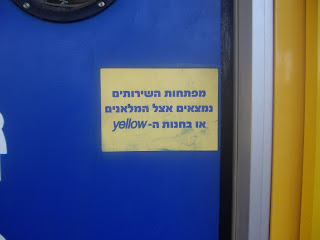 מפתחות השירותים
נמצאים אצל המלאנים
או בחנות ה-yellow